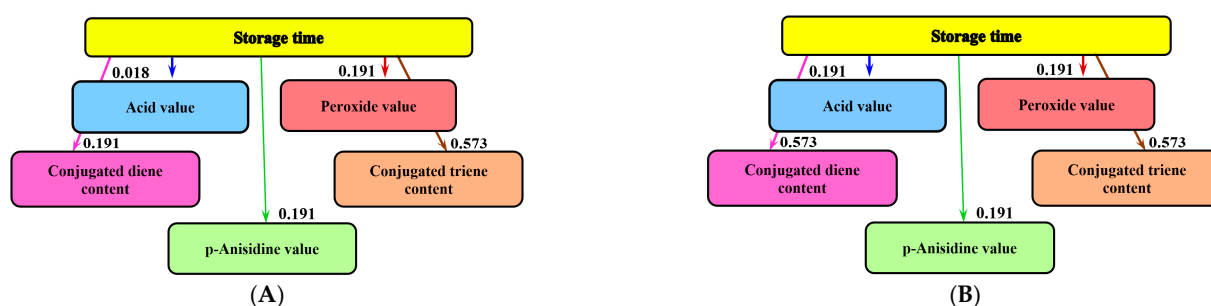 Storage time
0.018
0.191
Acid value
Peroxide value
0.191
0.573
Conjugated diene
content
Conjugated triene
content
0.191
p-Anisidine value
(A)
Storage time
0.191
0.191
Acid value
Peroxide value
0.573
0.573
Conjugated diene
content
Conjugated triene
content
0.191
p-Anisidine value
(B)